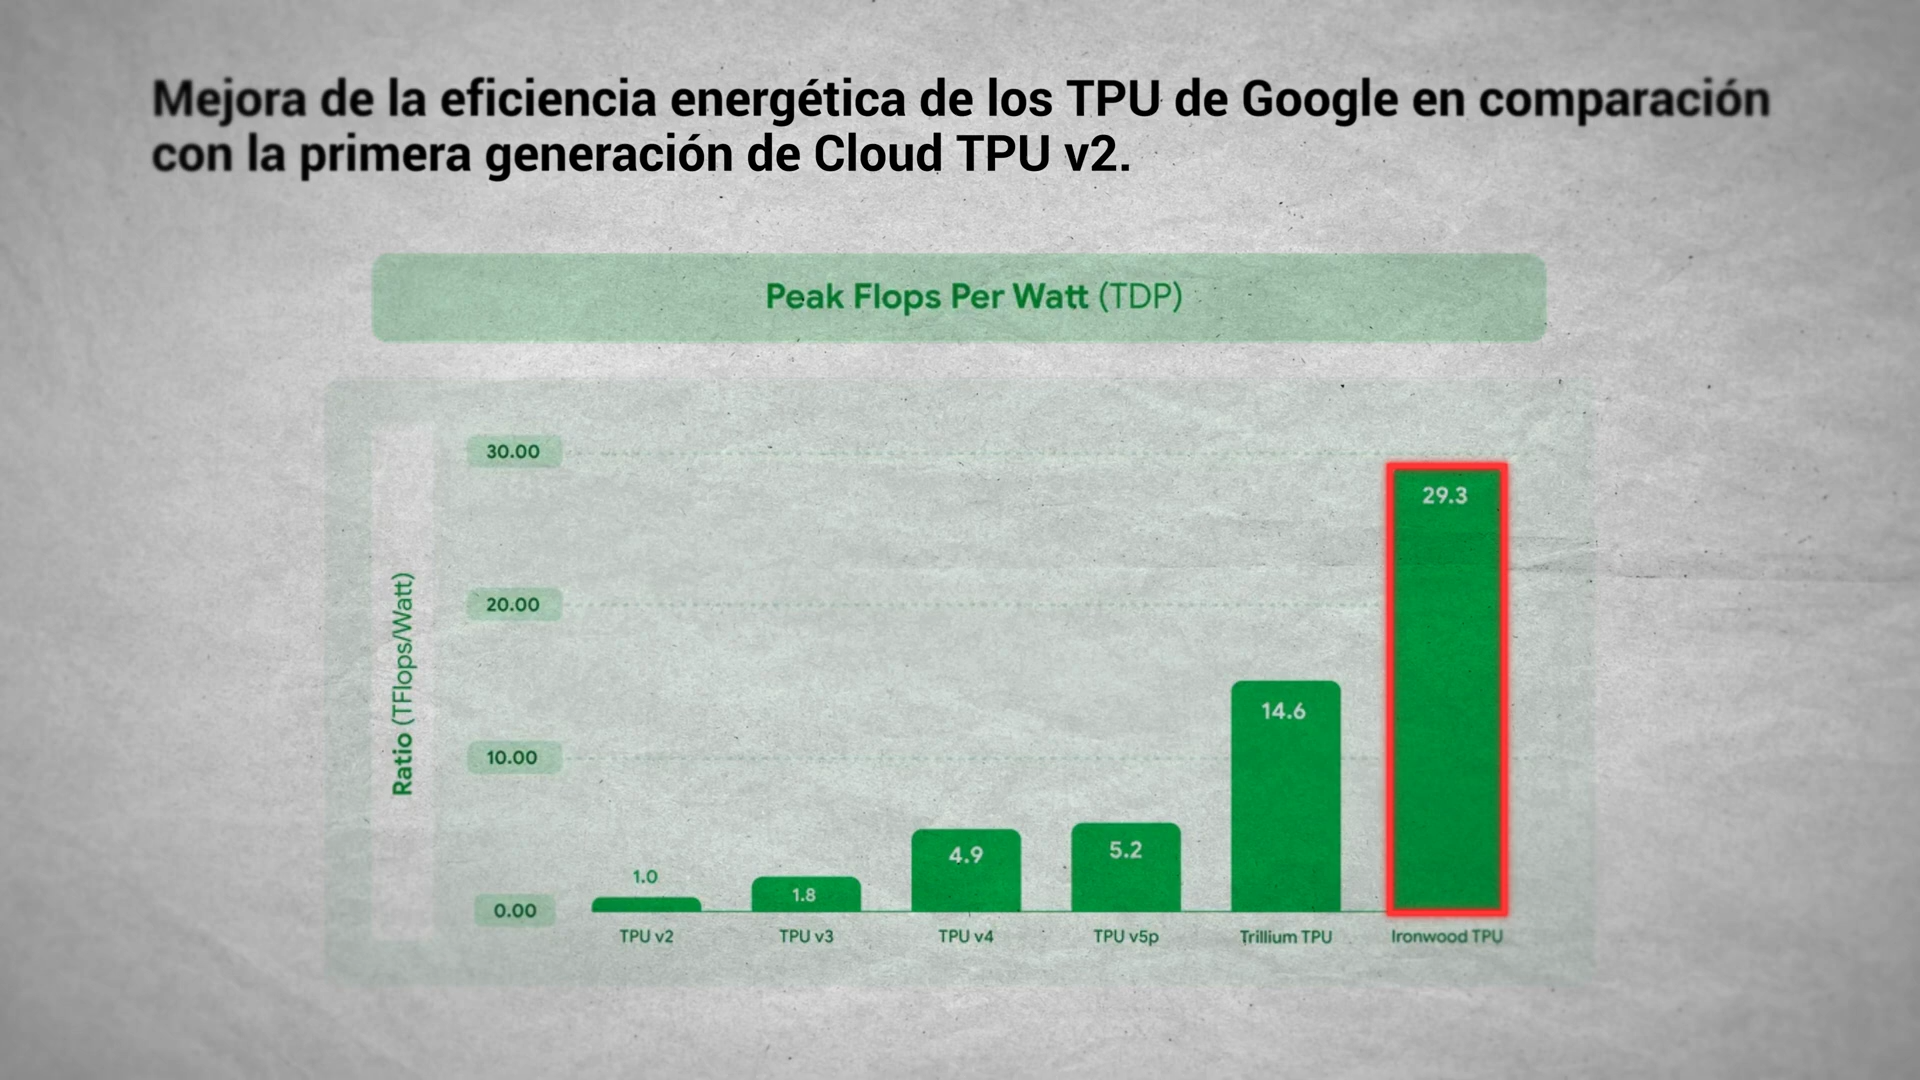 Mejora de la eficiencia energética de los TPU de Google en comparación
con la primera generación de Cloud TPU v2.
Peak Flops Per Watt (TDP)
Ratio (TFlops/Watt)
30.00
20.00
10.00
0.00
1.0
1.8
4.9
5.2
14.6
29.3
TPU v2
TPU v3
TPU v4
TPU v5p
Trillium TPU
Ironwood TPU